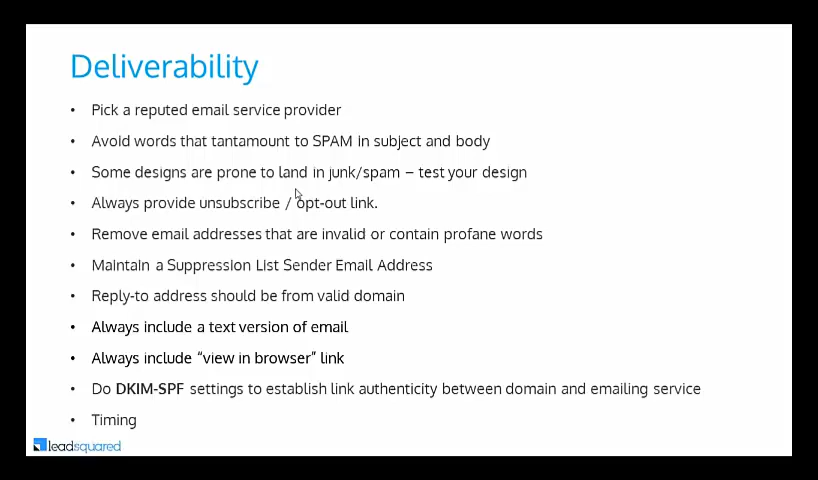 Deliverability
• Pick a reputed email service provider
• Avoid words that tantamount to SPAM in subject and body
• Some designs are prone to land in junk/spam – test your design
• Always provide unsubscribe / opt-out link.
• Remove email addresses that are invalid or contain profane words
• Maintain a Suppression List Sender Email Address
• Reply-to address should be from valid domain
• Always include a text version of email
• Always include “view in browser” link
• Do DKIM-SPF settings to establish link authenticity between domain and emailing service
• Timing
leadsquared